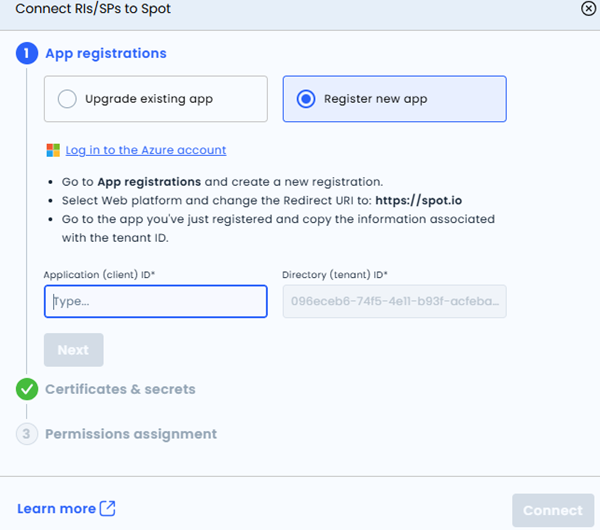 Connect RIs/SPs to Spot
1 App registrations
Upgrade existing app
Register new app
Log in to the Azure account
• Go to App registrations and create a new registration.
• Select Web platform and change the Redirect URI to: https://spot.io
• Go to the app you've just registered and copy the information associated
with the tenant ID.
Application (client) ID*
Directory (tenant) ID*
Type...
096eceb6-74f5-4e11-b93f-acfeba...
Next
Certificates & secrets
3 Permissions assignment
Learn more
Connect